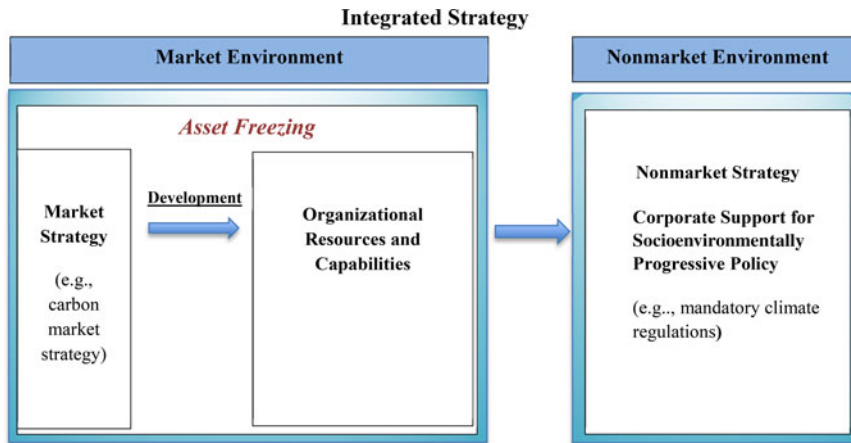 Integrated Strategy
Market Environment
Nonmarket Environment
Asset Freezing
Market
Strategy
(e.g.,
carbon
market
strategy)
Development
Organizational
Resources and
Capabilities
Nonmarket Strategy
Corporate Support for
Socioenvironmentally
Progressive Policy
(e.g.., mandatory climate
regulations)